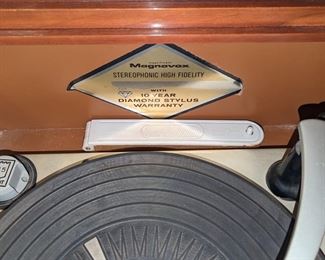 Magnavox
STEREOPHONIC HIGH FIDELITY
WITH
10 YEAR
DIAMOND STYLUS
WARRANTY